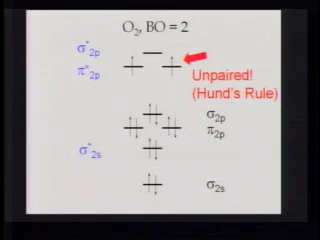 O₂, BO = 2
σ*₂ₚ
π*₂ₚ
Unpaired!
(Hund's Rule)
σ₂ₚ
π₂ₚ
σ*₂ₛ
σ₂ₛ